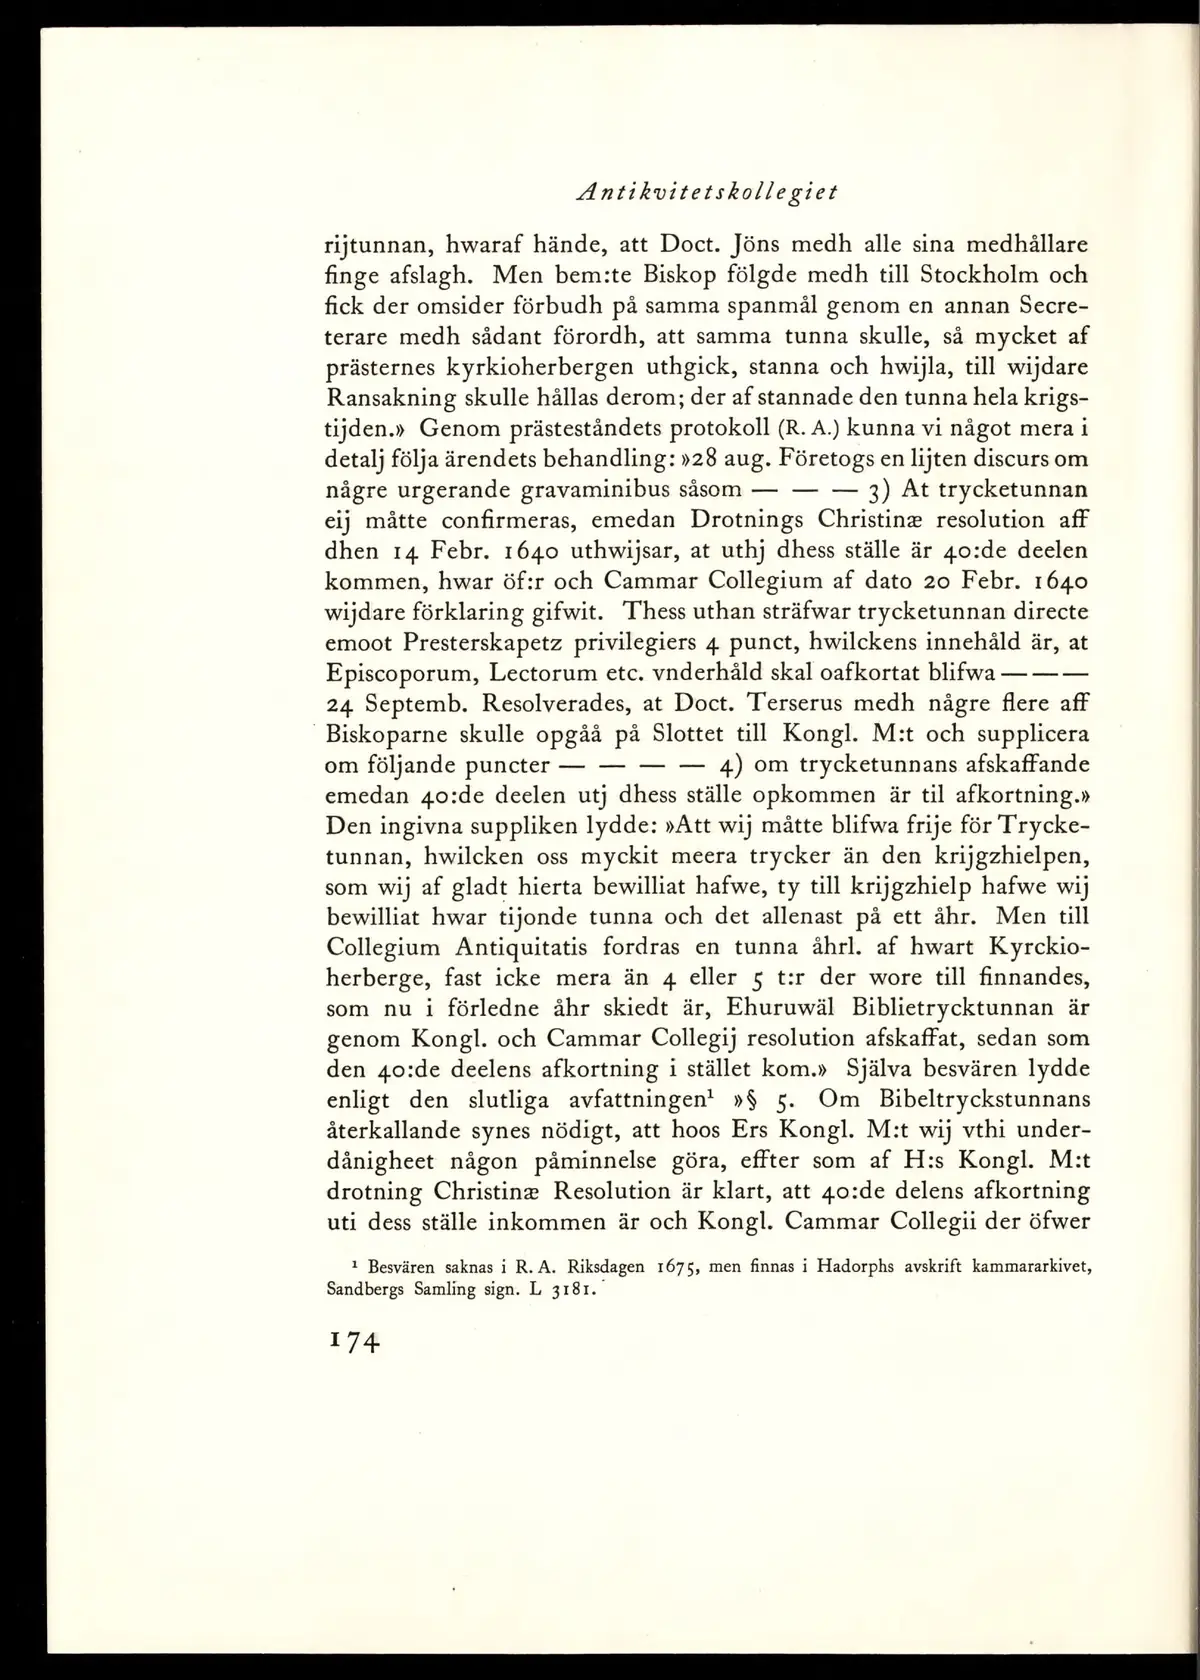 Antikvitetskollegiet
rijtunnan, hwaraf hände, att Doct. Jöns medh alle sina medhållare
finge afslagh. Men bem:te Biskop fölgde medh till Stockholm och
fick der omsider förbudh på samma spanmål genom en annan Secre-
terare medh sådant förordh, att samma tunna skulle, så mycket af
prästernes kyrkioherbergen uthgick, stanna och hwijla, till wijdare
Ransakning skulle hållas derom; der af stannade den tunna hela krigs-
tijden.» Genom prästeståndets protokoll (R. A.) kunna vi något mera i
detalj följa ärendets behandling: »28 aug. Företogs en lijten discurs om
någre urgerande gravaminibus såsom — — — 3) At trycketunnan
eij måtte confirmeras, emedan Drotnings Christinæ resolution aff
dhen 14 Febr. 1640 uthwijsar, at uthj dhess ställe är 40:de deelen
kommen, hwar öf:r och Cammar Collegium af dato 20 Febr. 1640
wijdare förklaring gifwit. Thess uthan sträfwar trycketunnan directe
emoot Presterskapetz privilegiers 4 punct, hwilckens innehåld är, at
Episcoporum, Lectorum etc. vnderhåld skal oafkortat blifwa — — —
24 Septemb. Resolverades, at Doct. Terserus medh någre flere aff
Biskoparne skulle opgåå på Slottet till Kongl. M:t och supplicera
om följande puncter — — — — 4) om trycketunnans afskaffande
emedan 40:de deelen utj dhess ställe opkommen är til afkortning.»
Den ingivna suppliken lydde: »Att wij måtte blifwa frije för Trycke-
tunnan, hwilcken oss myckit meera trycker än den krijgzhielpen,
som wij af gladt hierta bewilliat hafwe, ty till krijgzhielp hafwe wij
bewilliat hwar tijonde tunna och det allenast på ett åhr. Men till
Collegium Antiquitatis fordras en tunna åhrl. af hwart Kyrckio-
herberge, fast icke mera än 4 eller 5 t:r der wore till finnandes,
som nu i förledne åhr skiedt är, Ehuruwäl Biblietrycktunnan är
genom Kongl. och Cammar Collegij resolution afskaffat, sedan som
den 40:de deelens afkortning i stället kom.» Själva besvären lydde
enligt den slutliga avfattningen¹ »§ 5. Om Bibeltryckstunnans
återkallande synes nödigt, att hoos Ers Kongl. M:t wij vthi under-
dånigheet någon påminnelse göra, effter som af H:s Kongl. M:t
drotning Christinæ Resolution är klart, att 40:de delens afkortning
uti dess ställe inkommen är och Kongl. Cammar Collegii der öfwer
¹ Besvären saknas i R. A. Riksdagen 1675, men finnas i Hadorphs avskrift kammararkivet,
Sandbergs Samling sign. L 3181.
174